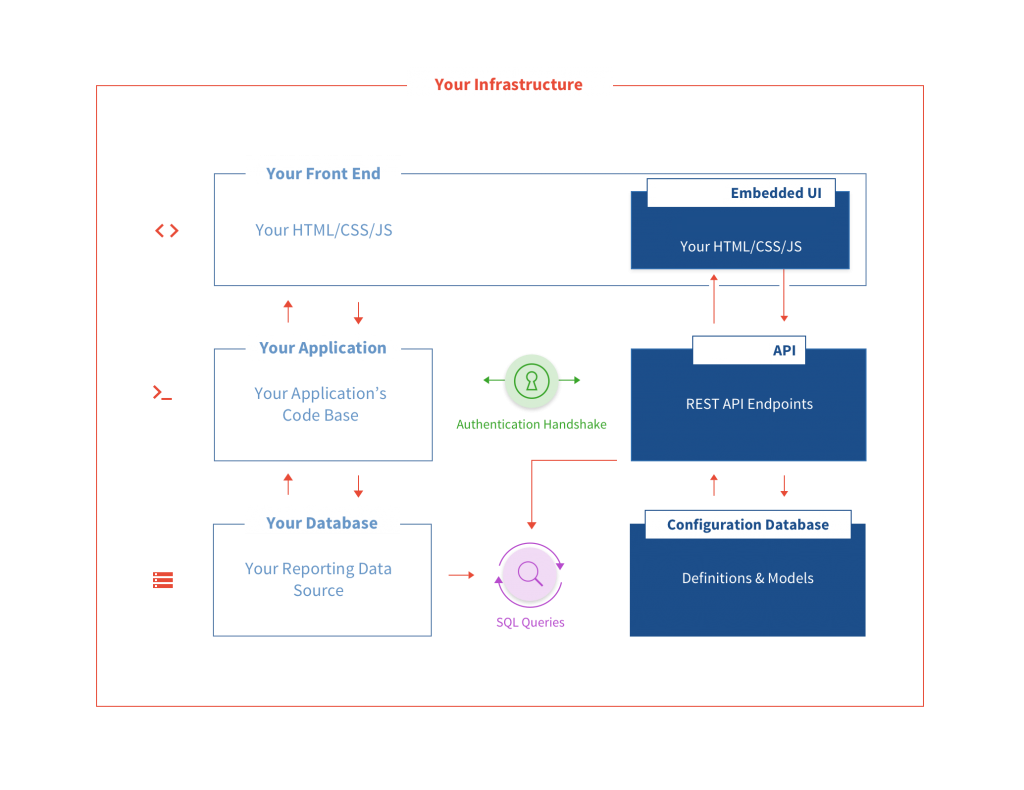 Your Infrastructure
Your Front End
Embedded UI
Your HTML/CSS/JS
Your HTML/CSS/JS
Your Application
API
Your Application’s
Code Base
REST API Endpoints
Authentication Handshake
Your Database
Configuration Database
Your Reporting Data
Source
Definitions & Models
SQL Queries